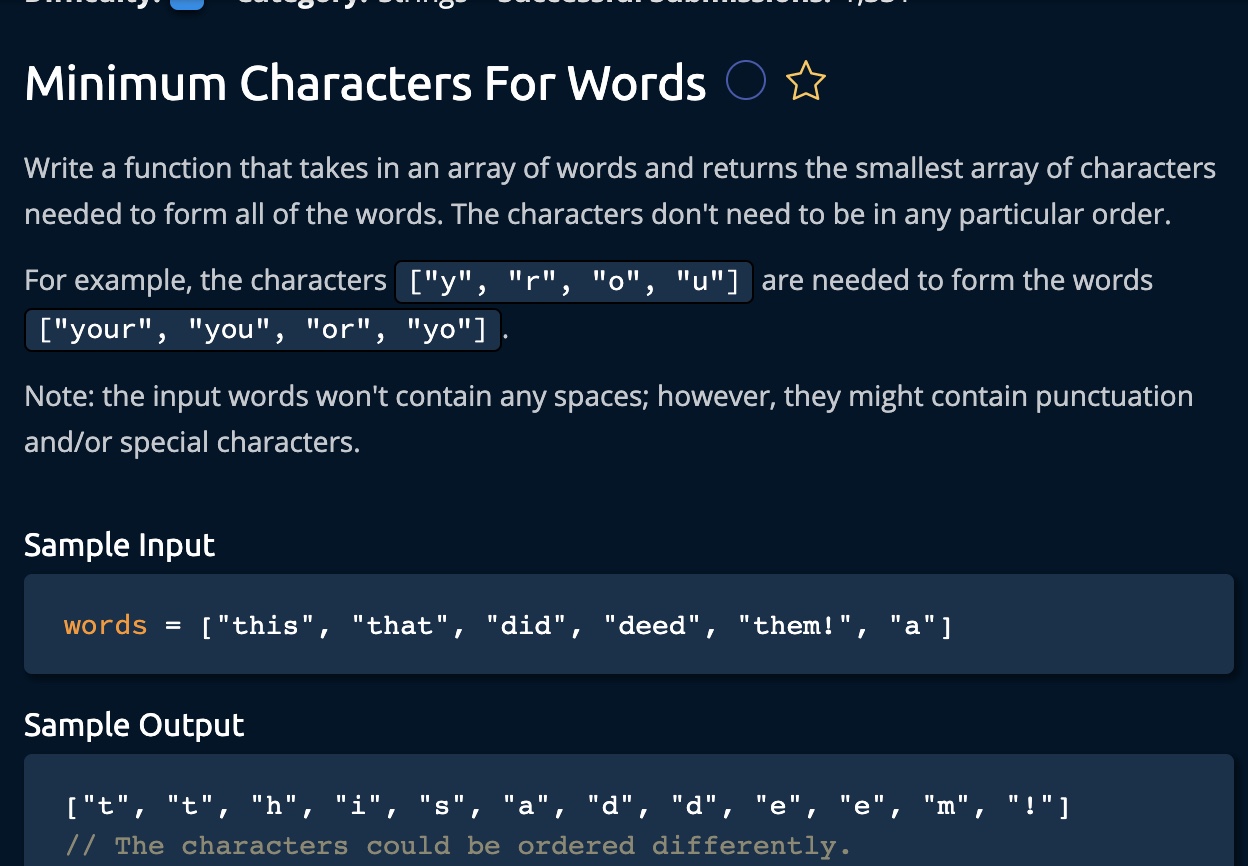 Minimum Characters For Words
Write a function that takes in an array of words and returns the smallest array of characters
needed to form all of the words. The characters don't need to be in any particular order.
For example, the characters ["y", "r", "o", "u"] are needed to form the words
["your", "you", "or", "yo"].
Note: the input words won't contain any spaces; however, they might contain punctuation
and/or special characters.
Sample Input
words = ["this", "that", "did", "deed", "them!", "a"]
Sample Output
["t", "t", "h", "i", "s", "a", "d", "d", "e", "e", "m", "!"]
// The characters could be ordered differently.